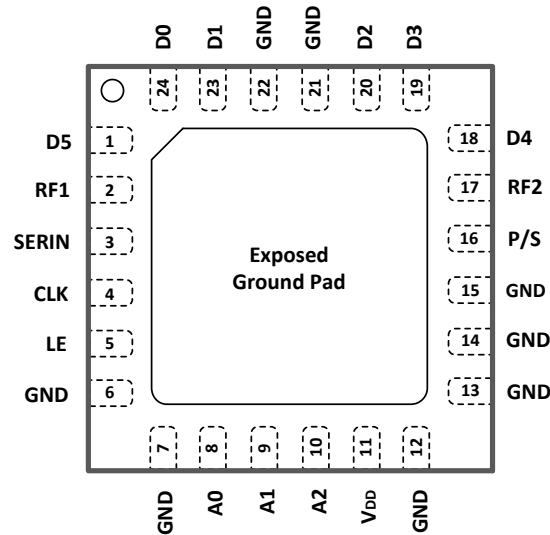 D0 D1 GND GND D2 D3
24 23 22 21 20 19
D5 1 18 D4
RF1 2 17 RF2
SERIN 3 16 P/S
Exposed
Ground Pad
CLK 4 15 GND
LE 5 14 GND
GND 6 13 GND
7 8 9 10 11 12
GND A0 A1 A2 VDD GND